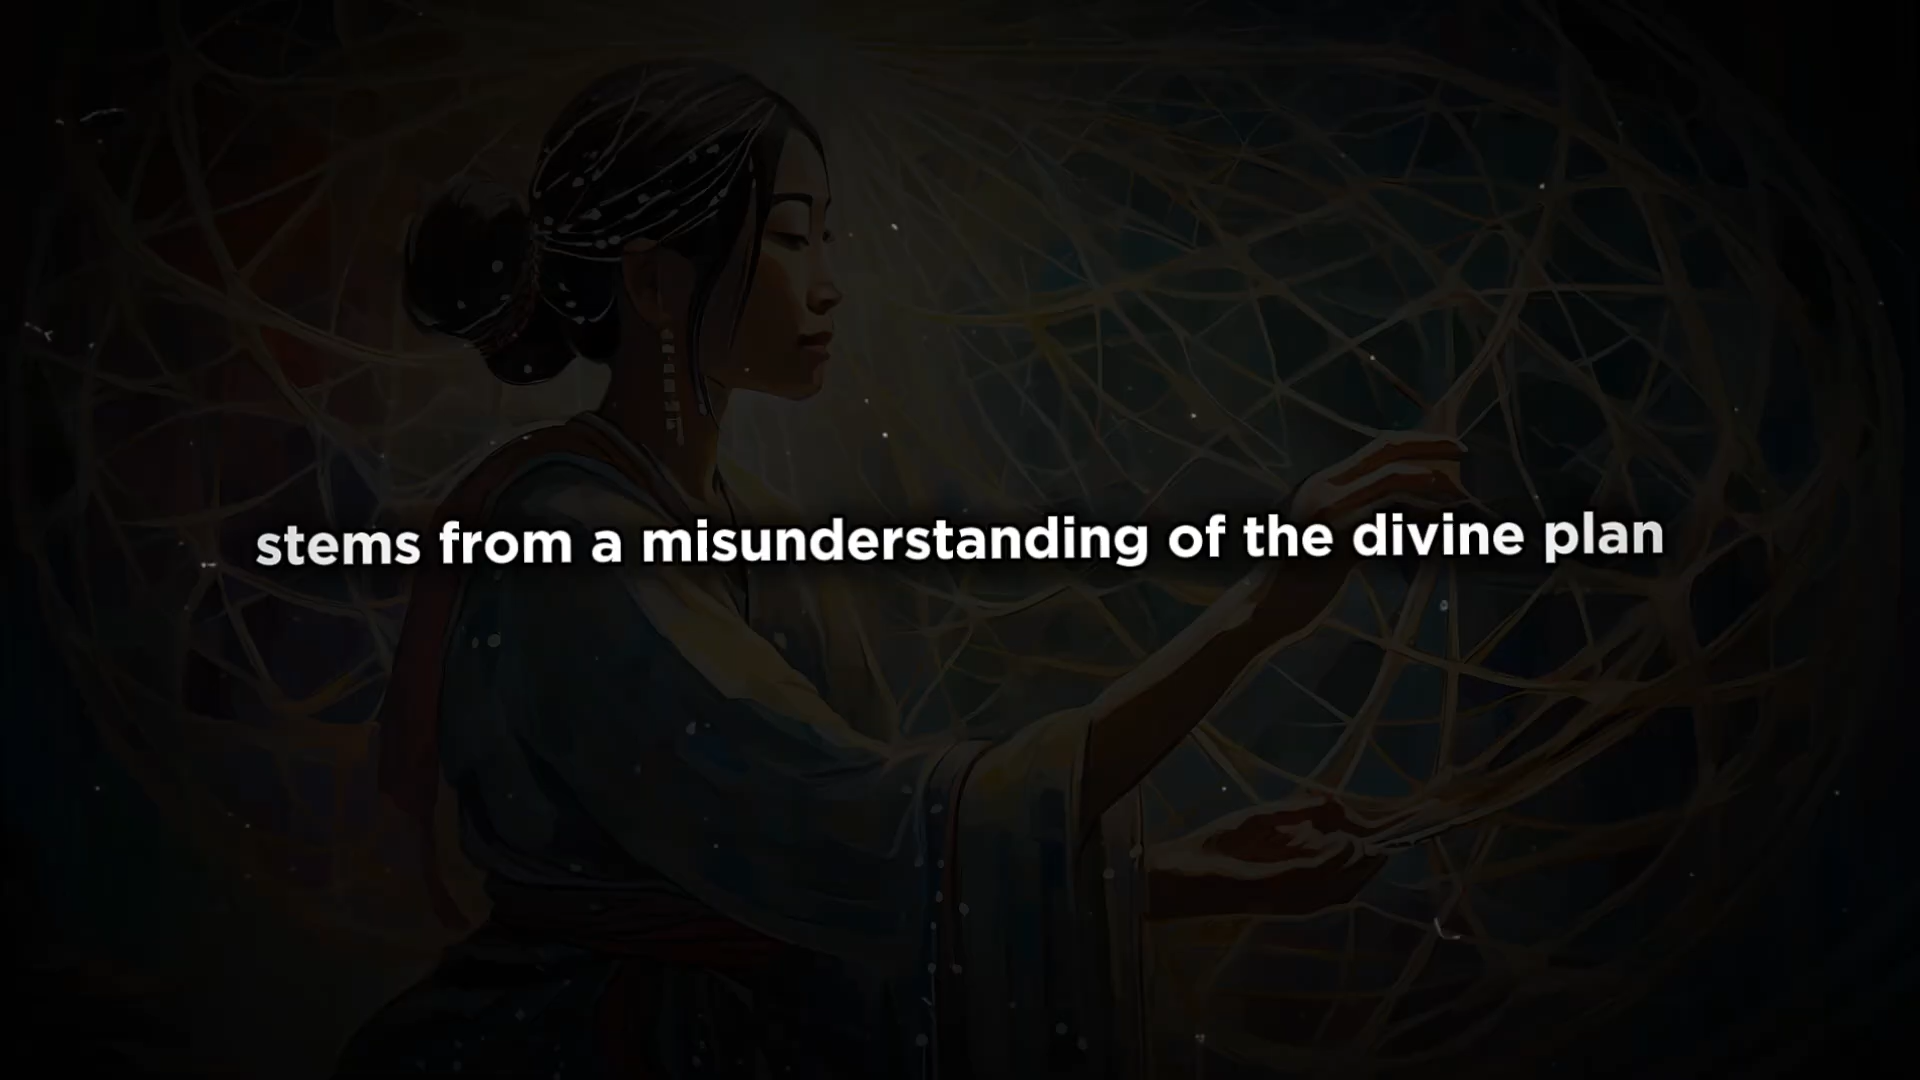 stems from a misunderstanding of the divine plan